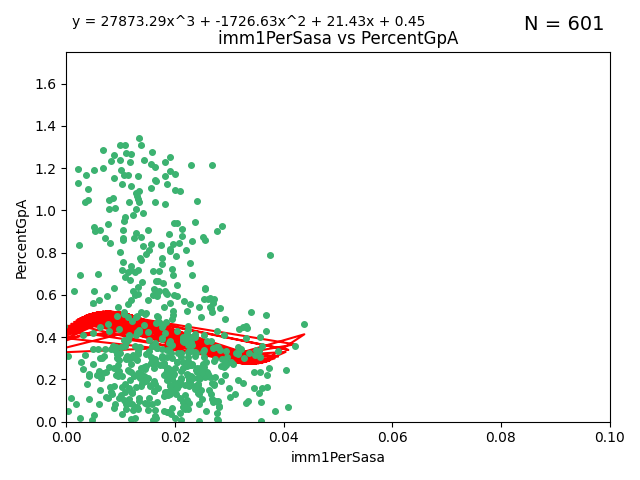 y = 27873.29x^3 + -1726.63x^2 + 21.43x + 0.45
N = 601
imm1PerSasa vs PercentGpA
PercentGpA
1.6
1.4
1.2
1.0
0.8
0.6
0.4
0.2
0.0
0.00 0.02 0.04 0.06 0.08 0.10
imm1PerSasa